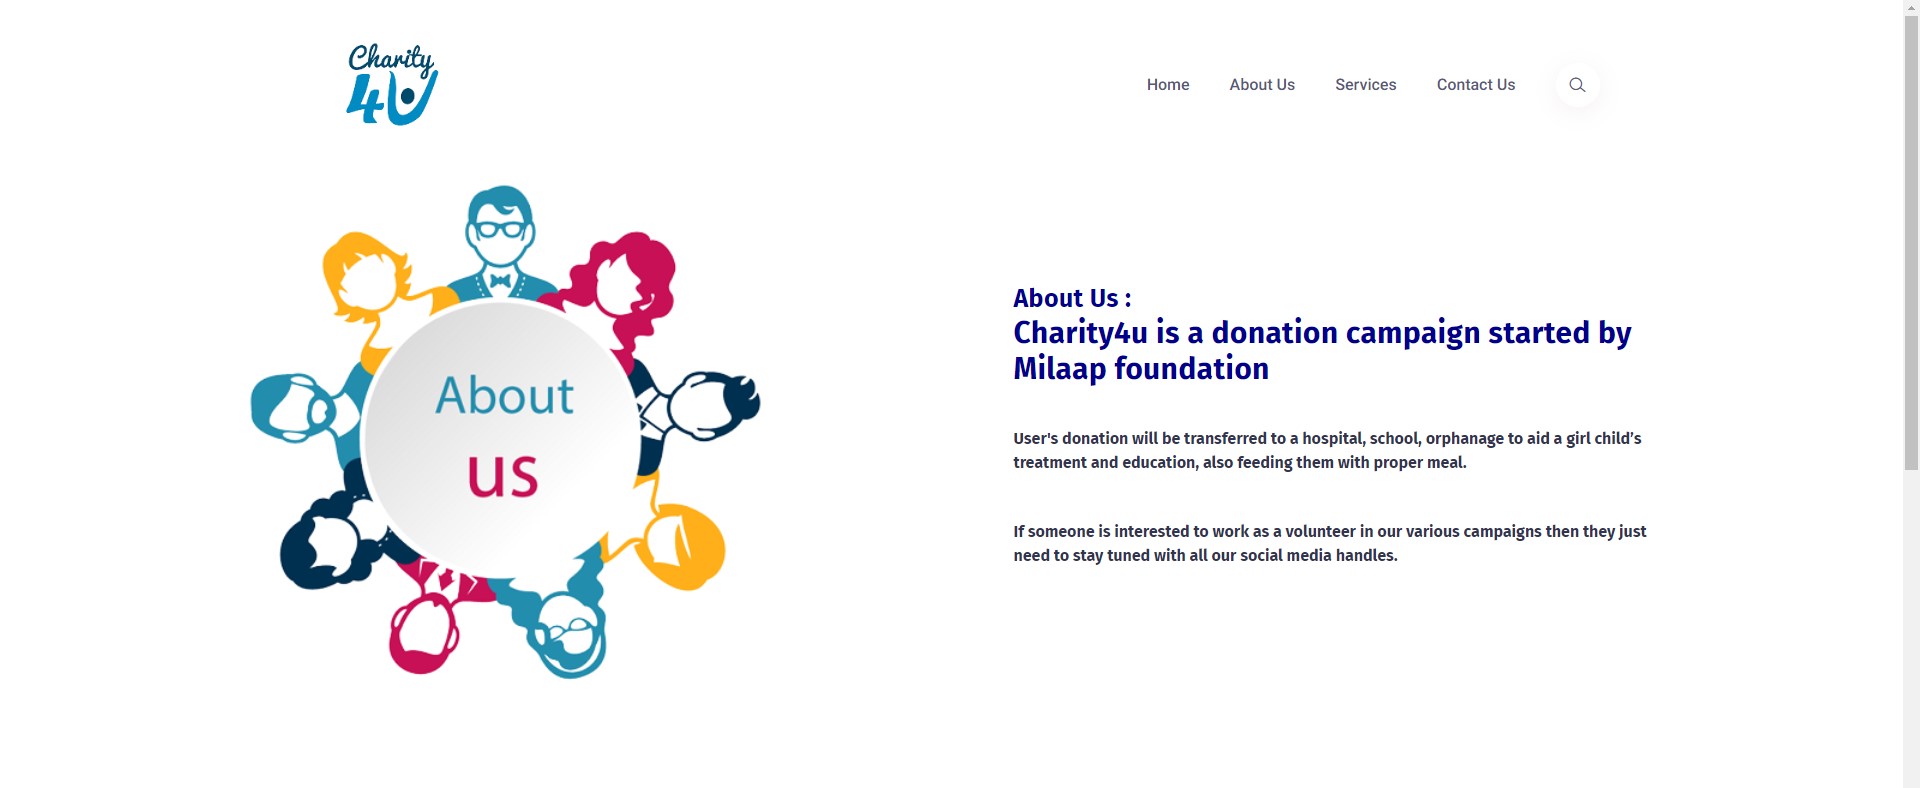 Charity
4U
Home About Us Services Contact Us
About
us
About Us :
Charity4u is a donation campaign started by
Milaap foundation
User's donation will be transferred to a hospital, school, orphanage to aid a girl child’s
treatment and education, also feeding them with proper meal.
If someone is interested to work as a volunteer in our various campaigns then they just
need to stay tuned with all our social media handles.